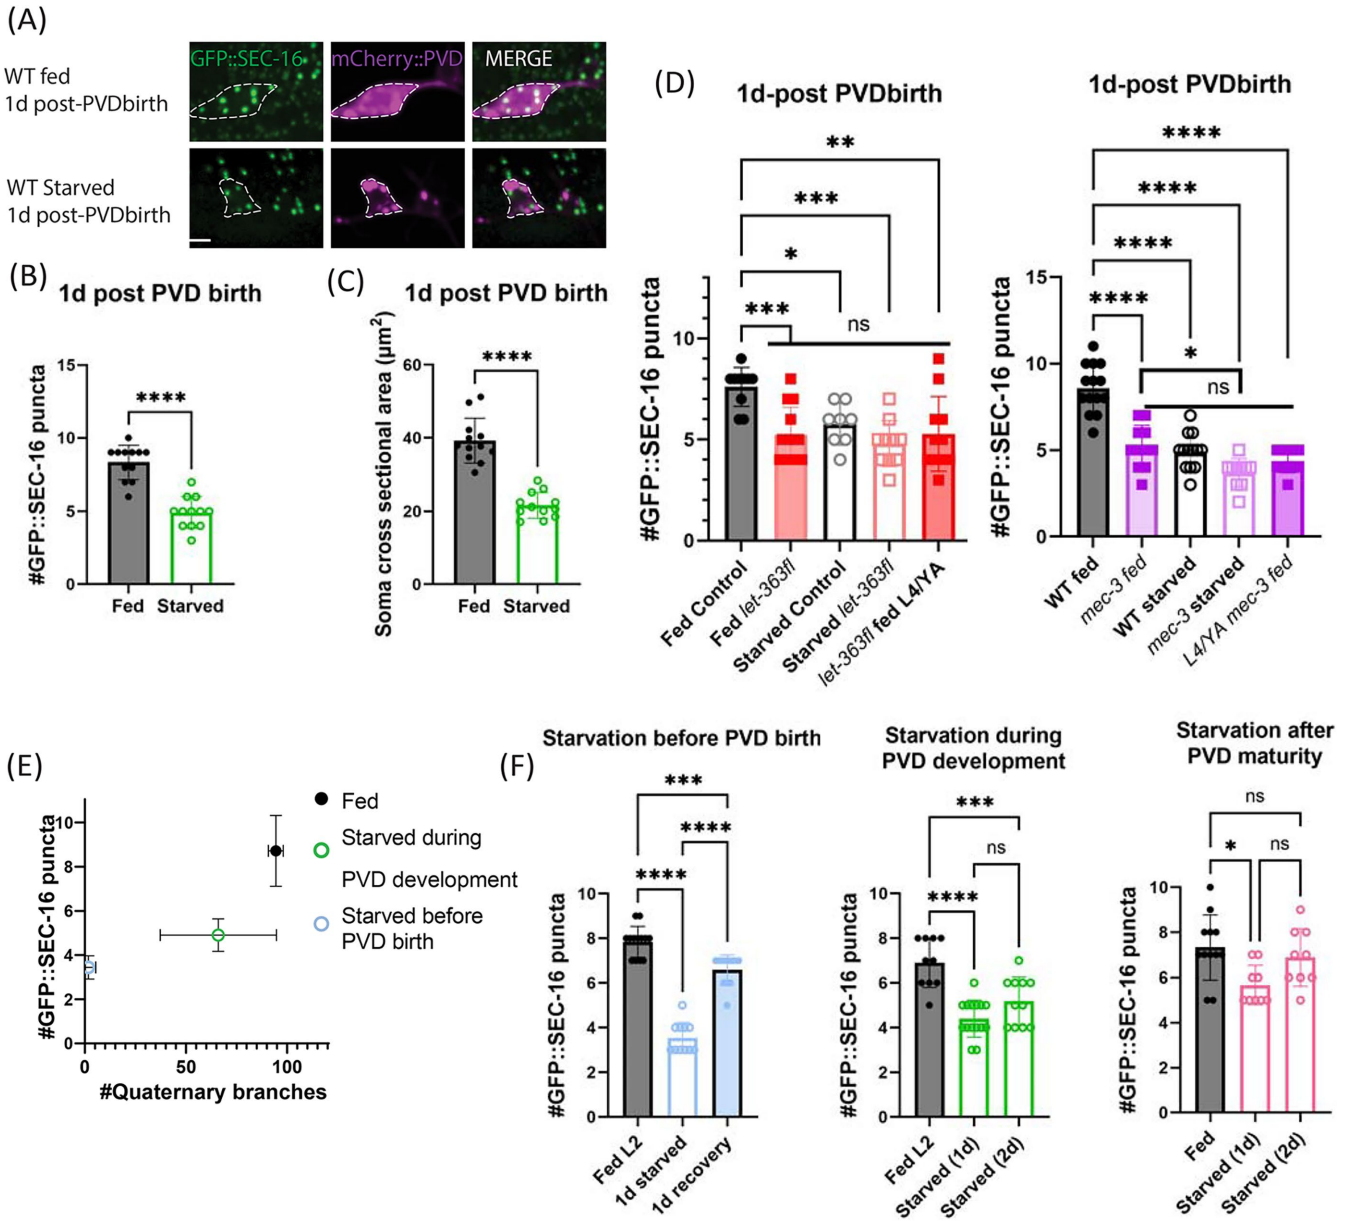 (A)
GFP::SEC-16
mCherry::PVD
MERGE
WT fed
1d post-PVDbirth
WT Starved
1d post-PVDbirth
(B)
1d post PVD birth
#GFP::SEC-16 puncta
15
10
5
0
****
Fed
Starved
(C)
1d post PVD birth
Soma cross sectional area (µm²)
60
40
20
0
****
Fed
Starved
(D)
1d-post PVDbirth
#GFP::SEC-16 puncta
10
5
0
**
***
*
***
ns
Fed Control
Fed let-363fl
Starved Control
Starved let-363fl
let-363fl fed L4/YA
1d-post PVDbirth
#GFP::SEC-16 puncta
15
10
5
0
****
****
****
****
*
ns
WT fed
mec-3 fed
WT starved
mec-3 starved
L4/YA mec-3 fed
(E)
#GFP::SEC-16 puncta
10
8
6
4
2
0
0
50
100
#Quaternary branches
Fed
Starved during
PVD development
Starved before
PVD birth
(F)
Starvation before PVD birth
#GFP::SEC-16 puncta
10
8
6
4
2
0
***
****
****
Fed L2
1d starved
1d recovery
Starvation during
PVD development
#GFP::SEC-16 puncta
10
8
6
4
2
0
***
ns
****
Fed L2
Starved (1d)
Starved (2d)
Starvation after
PVD maturity
#GFP::SEC-16 puncta
10
8
6
4
2
0
ns
*
ns
Fed
Starved (1d)
Starved (2d)